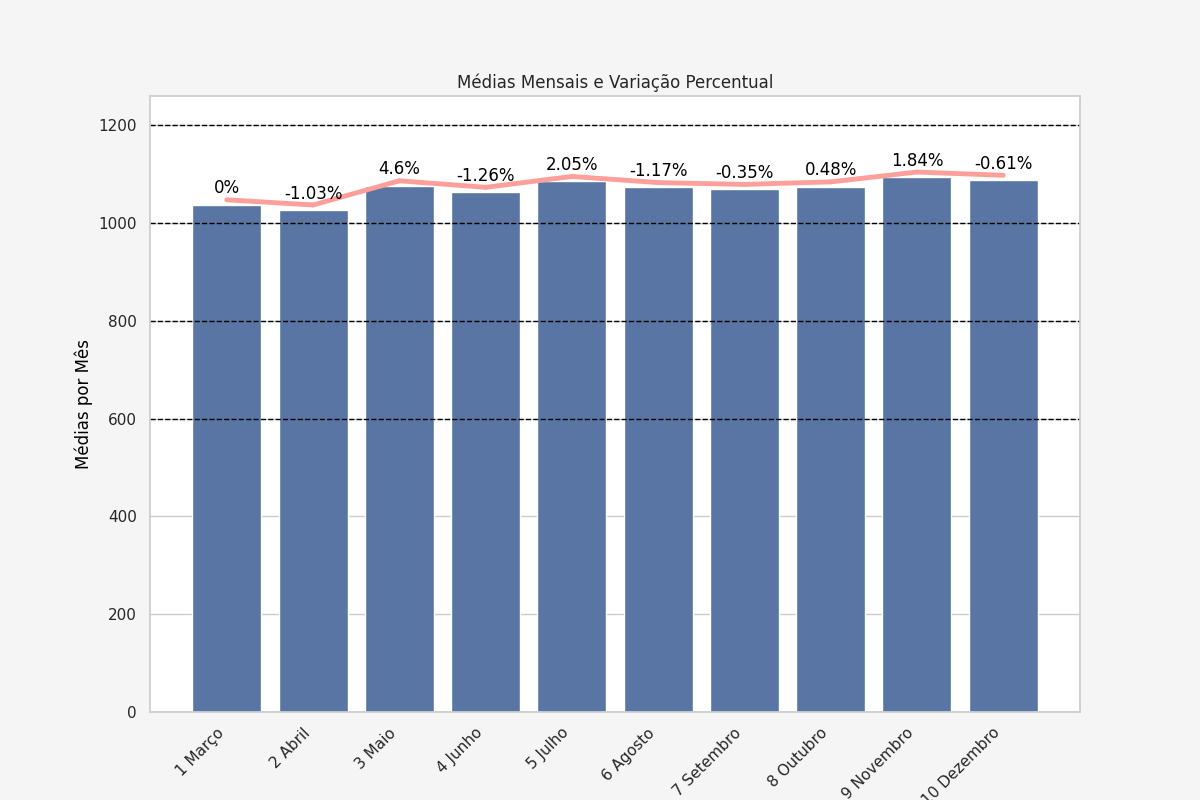 Médias Mensais e Variação Percentual
1200
1000
800
600
400
200
0
Médias por Mês
0%
-1.03%
4.6%
-1.26%
2.05%
-1.17%
-0.35%
0.48%
1.84%
-0.61%
1 Março
2 Abril
3 Maio
4 Junho
5 Julho
6 Agosto
7 Setembro
8 Outubro
9 Novembro
10 Dezembro